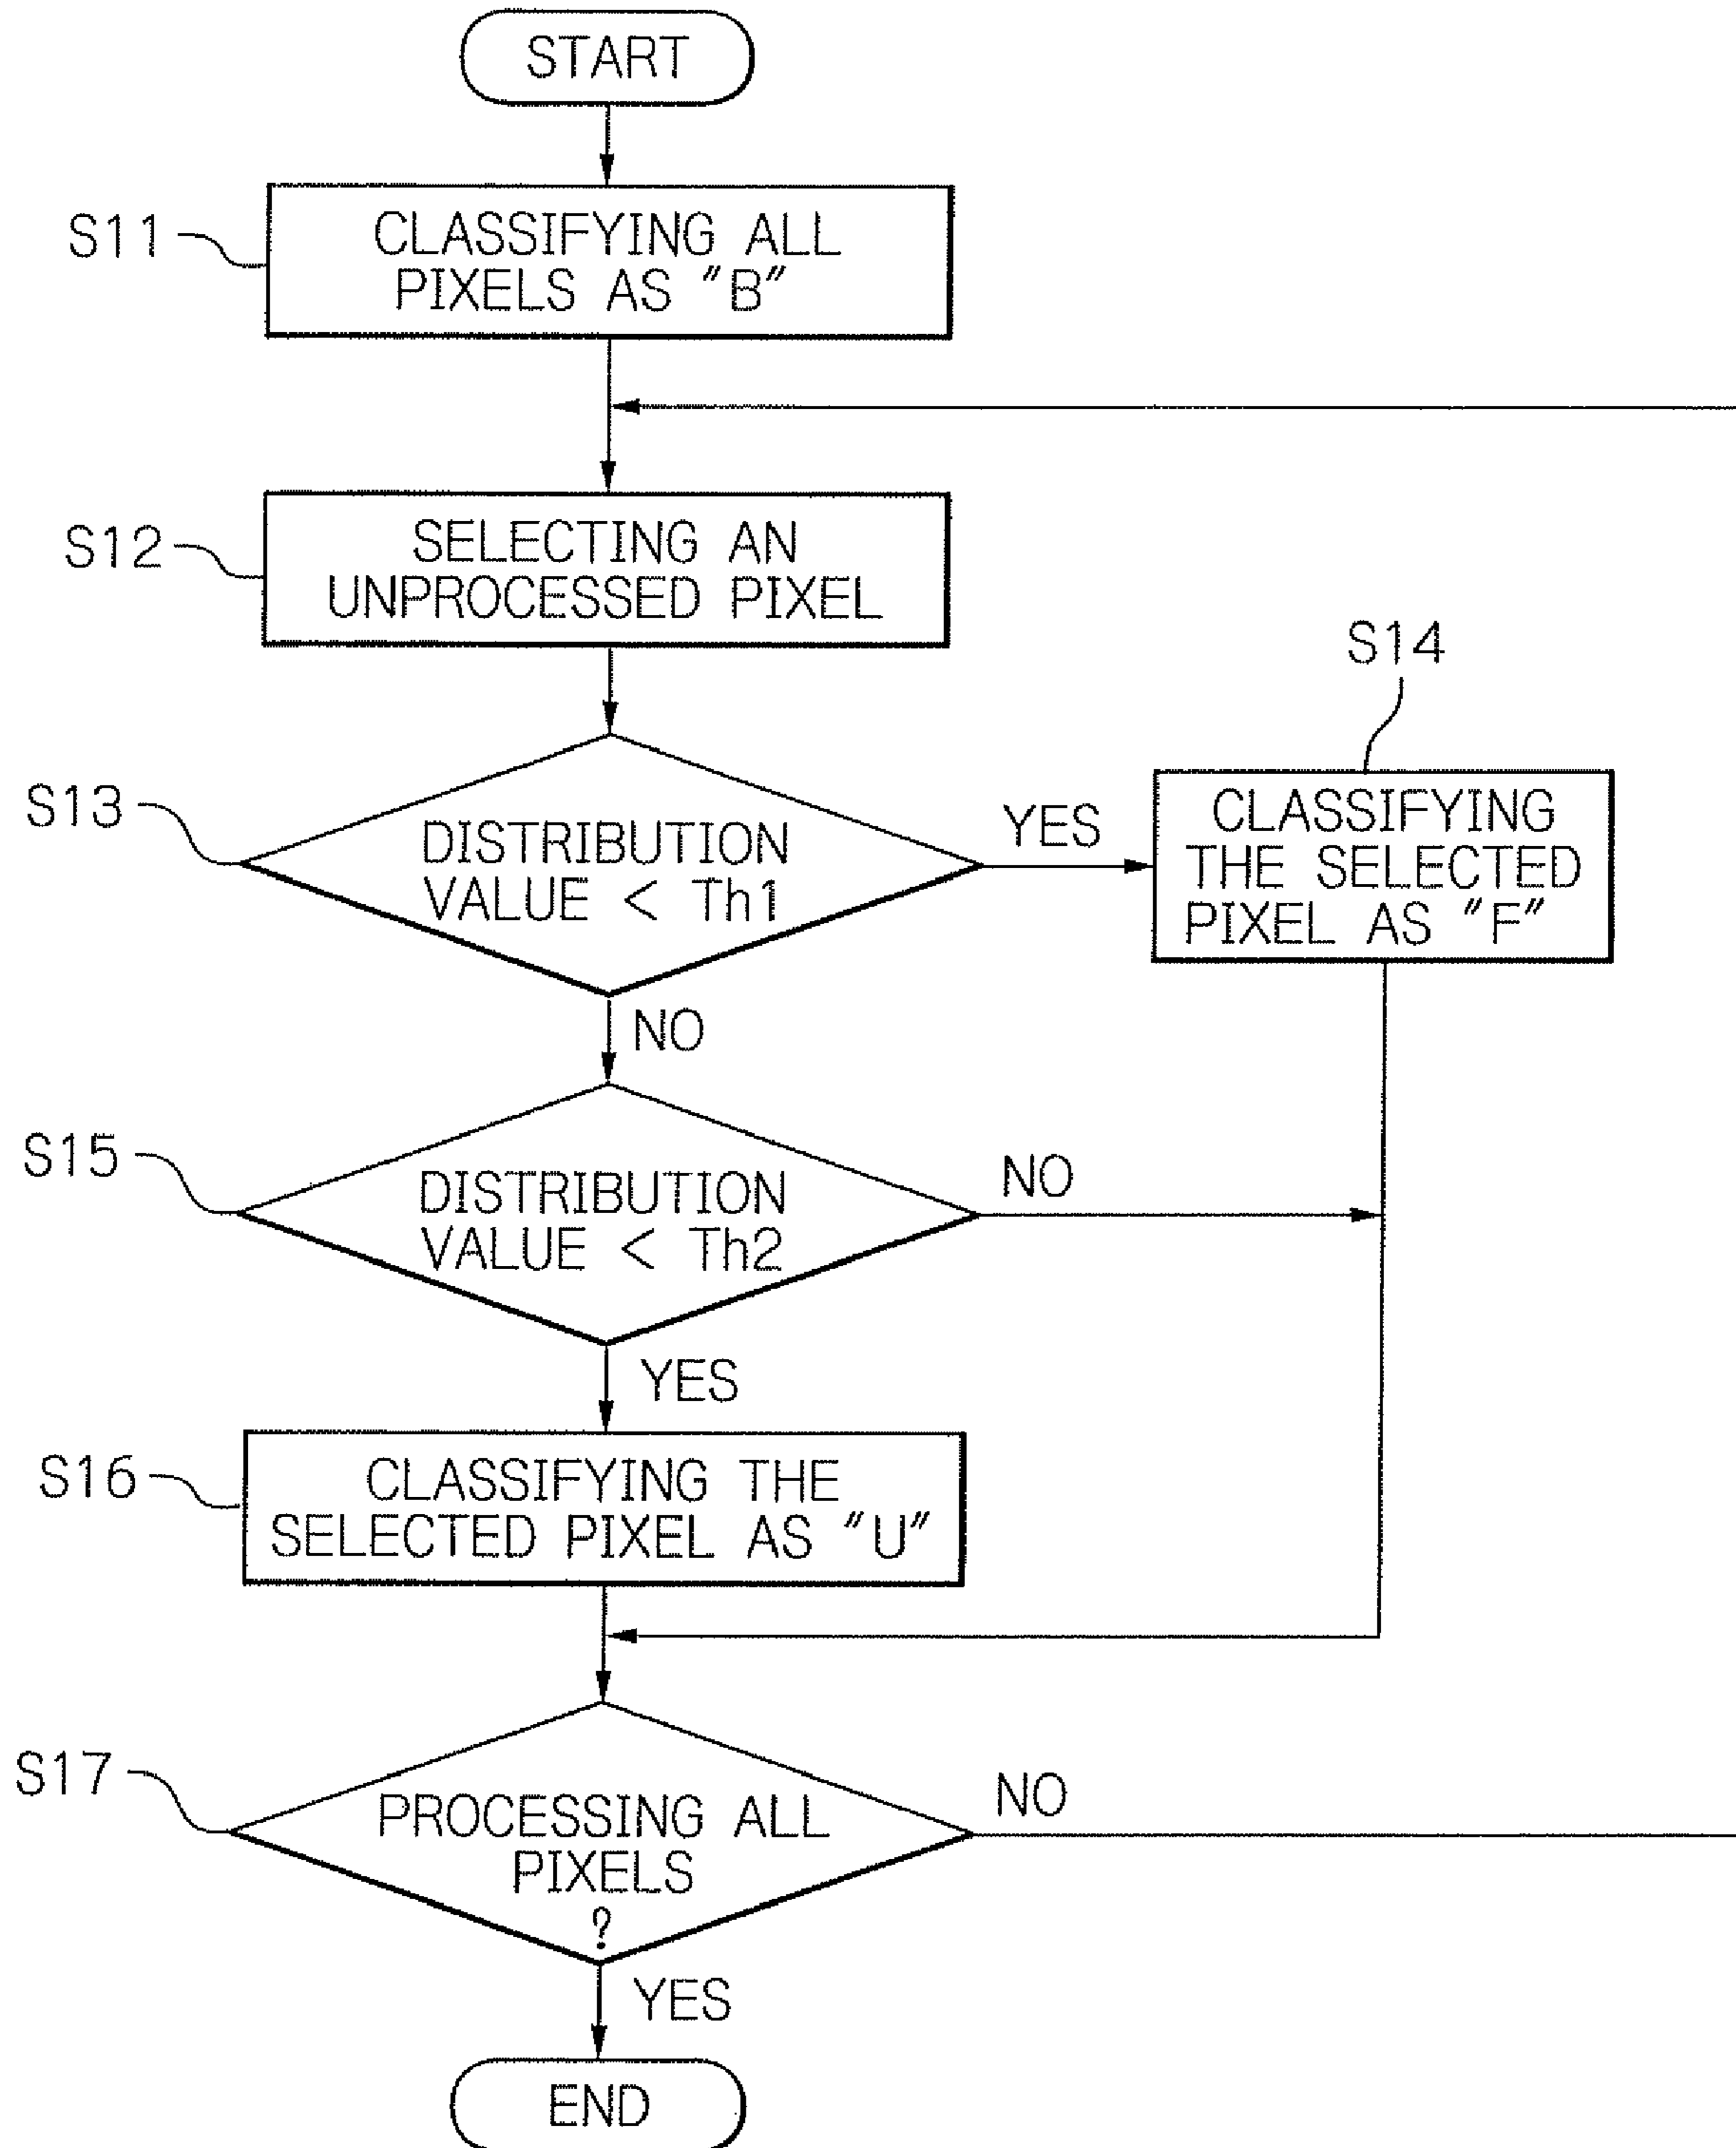 START
S11
CLASSIFYING ALL
PIXELS AS "B"
S12
SELECTING AN
UNPROCESSED PIXEL
S13
DISTRIBUTION
VALUE < Th1
YES
S14
CLASSIFYING
THE SELECTED
PIXEL AS "F"
NO
S15
DISTRIBUTION
VALUE < Th2
NO
YES
S16
CLASSIFYING THE
SELECTED PIXEL AS "U"
S17
PROCESSING ALL
PIXELS
?
NO
YES
END